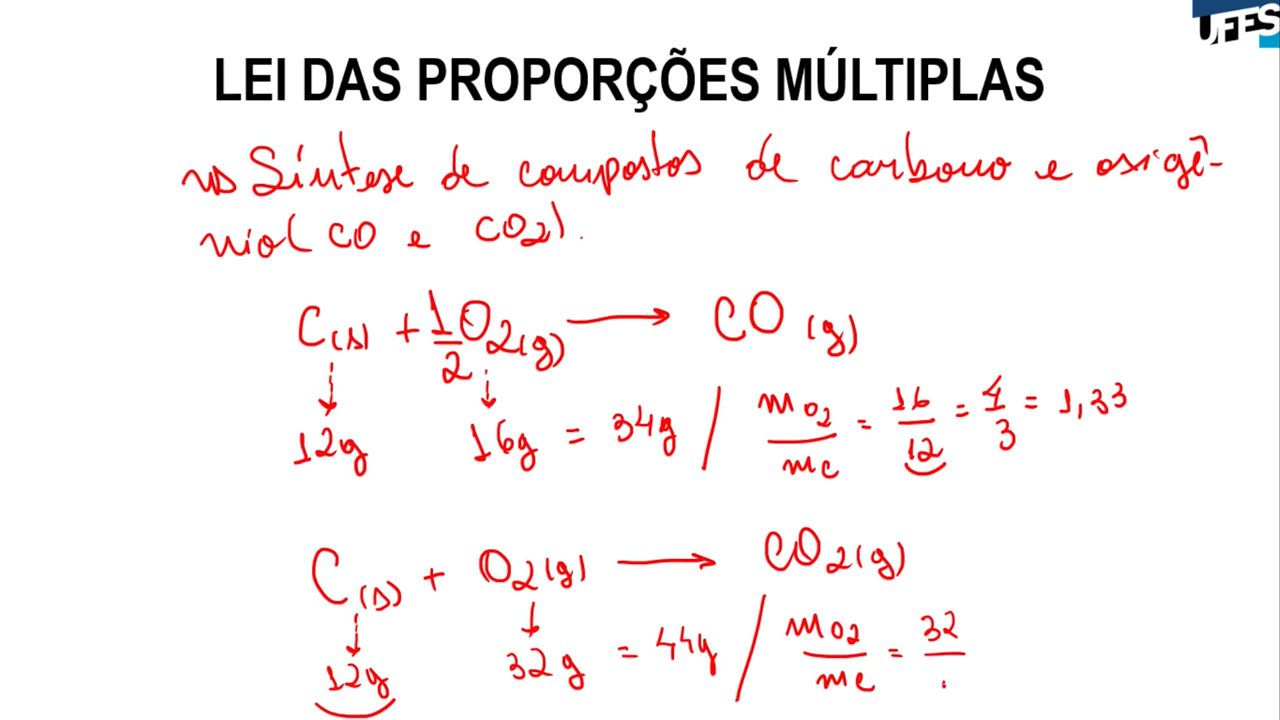 UFES
LEI DAS PROPORÇÕES MÚLTIPLAS
Síntese de compostos de carbono e oxigê-
nio( CO e CO2).
C(s) + 1/2 O2(g) → CO (g)
12g 16g = 34g / mO2/mC = 16/12 = 4/3 = 1,33
C(s) + O2(g) → CO2(g)
12g 32g = 44g / mO2/mC = 32